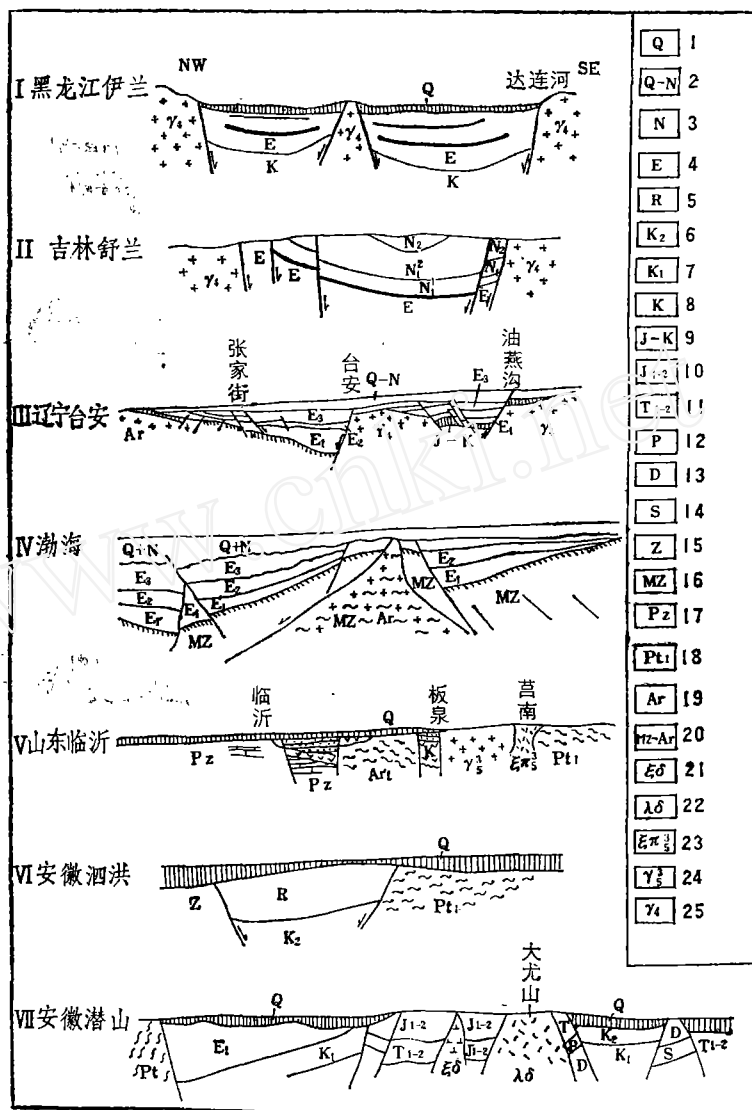 NW
达连河
SE
I 黑龙江伊兰
Q
γ4
γ4
γ4
E
K
E
K
II 吉林舒兰
γ4
E
E
N2
N1²
N1
E
N2
N1
E1
γ4
张家街
台安
Q-N
E3
油燕沟
III 辽宁台安
Ar
E3
E1
E2
J-K
E1
IV 渤海
Q+N
Q+N
E3
E3
E2
E2
E1
MZ
MZ
Ar
MZ
E2
E1
MZ
临沂
Q
板泉
莒南
V 山东临沂
Pz
Pz
Ar1
K
γ5³
ξπ5³
Pt1
VI 安徽泗洪
Q
Z
R
K2
Pt1
大尤山
VII 安徽潜山
Q
Pt
E1
K1
J1-2
T1-2
ξδ
J1-2
J1-2
λδ
T
P
D
Q
K2
K1
D
S
T1-2
Q 1
Q-N 2
N 3
E 4
R 5
K2 6
K1 7
K 8
J-K 9
J1-2 10
T1-2 11
P 12
D 13
S 14
Z 15
MZ 16
Pz 17
Pt1 18
Ar 19
MZ-Ar 20
ξδ 21
λδ 22
ξπ5³ 23
γ5³ 24
γ4 25
www.cnki.net